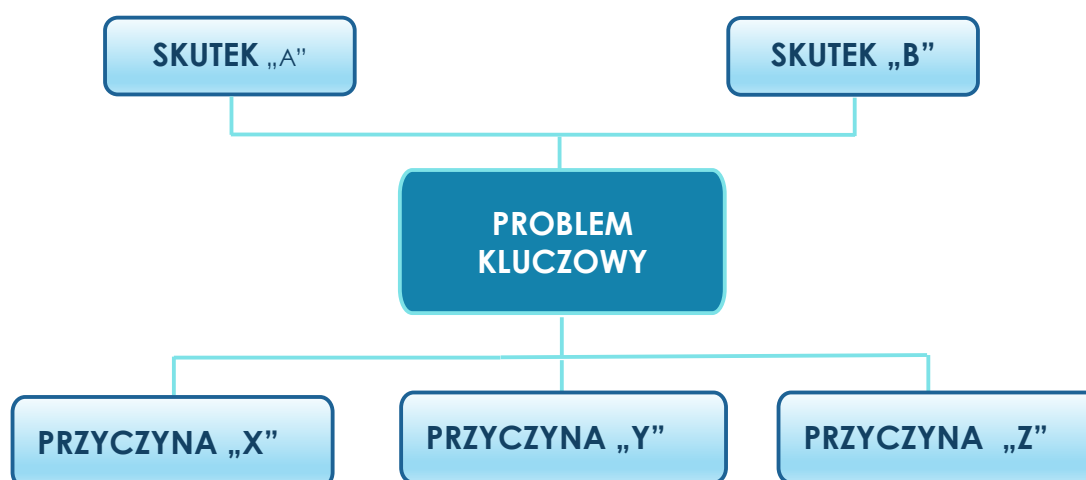 SKUTEK „A”
SKUTEK „B”
PROBLEM
KLUCZOWY
PRZYCZYNA „X”
PRZYCZYNA „Y”
PRZYCZYNA „Z”